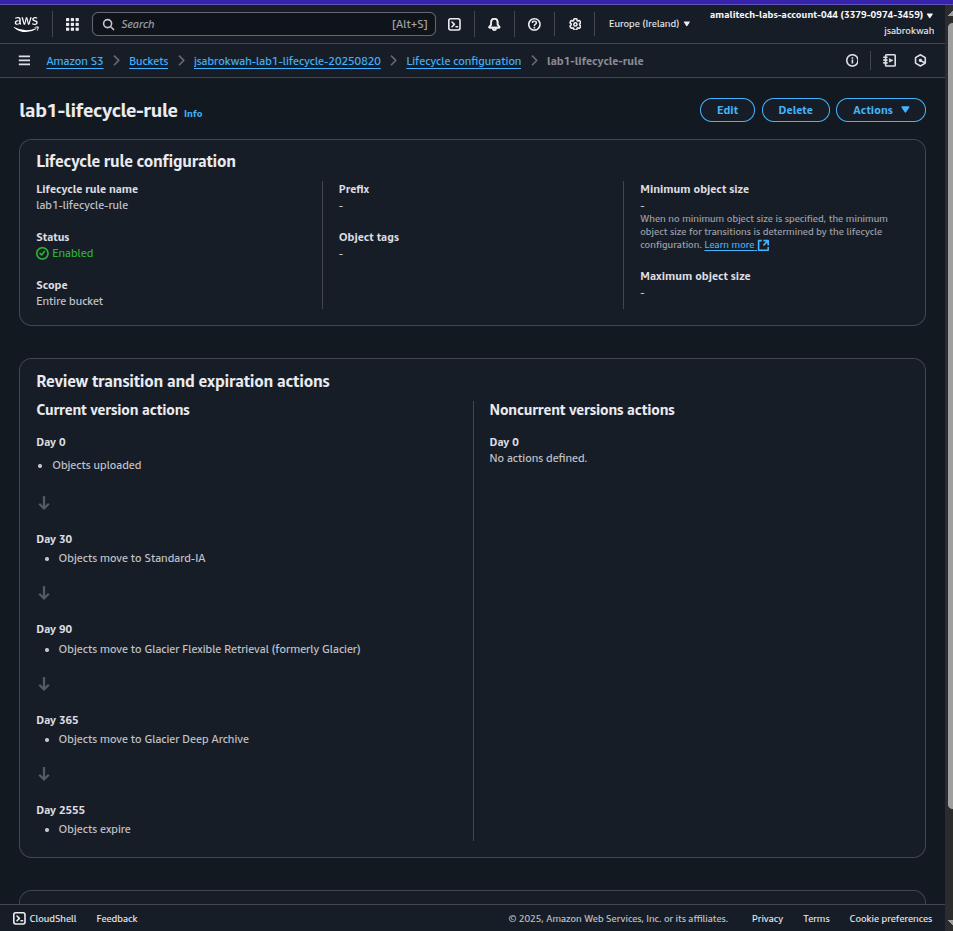 aws
Search [Alt+S]
Europe (Ireland) ▼
amalitech-labs-account-044 (3379-0974-3459) ▼
jsabrokwah
Amazon S3 > Buckets > jsabrokwah-lab1-lifecycle-20250820 > Lifecycle configuration > lab1-lifecycle-rule
lab1-lifecycle-rule Info
Edit
Delete
Actions ▼
Lifecycle rule configuration
Lifecycle rule name
lab1-lifecycle-rule
Status
Enabled
Scope
Entire bucket
Prefix
-
Object tags
-
Minimum object size
-
When no minimum object size is specified, the minimum
object size for transitions is determined by the lifecycle
configuration. Learn more
Maximum object size
-
Review transition and expiration actions
Current version actions
Day 0
• Objects uploaded
↓
Day 30
• Objects move to Standard-IA
↓
Day 90
• Objects move to Glacier Flexible Retrieval (formerly Glacier)
↓
Day 365
• Objects move to Glacier Deep Archive
↓
Day 2555
• Objects expire
Noncurrent versions actions
Day 0
No actions defined.
CloudShell Feedback © 2025, Amazon Web Services, Inc. or its affiliates. Privacy Terms Cookie preferences